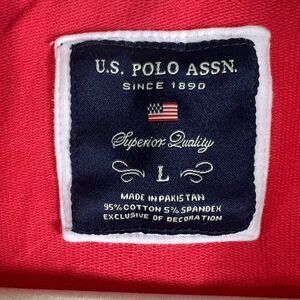 U.S. POLO ASSN.
SINCE 1890
Superior Quality
L
MADE IN PAKISTAN
95% COTTON 5% SPANDEX
EXCLUSIVE OF DECORATION